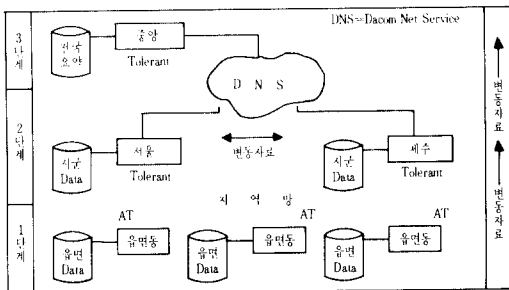 DNS=Dacom Net Service
3단계
전국
요약
중앙
Tolerant
DNS
변동자료
2단계
시군
Data
서울
Tolerant
변동자료
시군
Data
제주
Tolerant
변동자료
지역망
1단계
AT
읍면
Data
읍면동
AT
읍면
Data
읍면동
AT
읍면
Data
읍면동